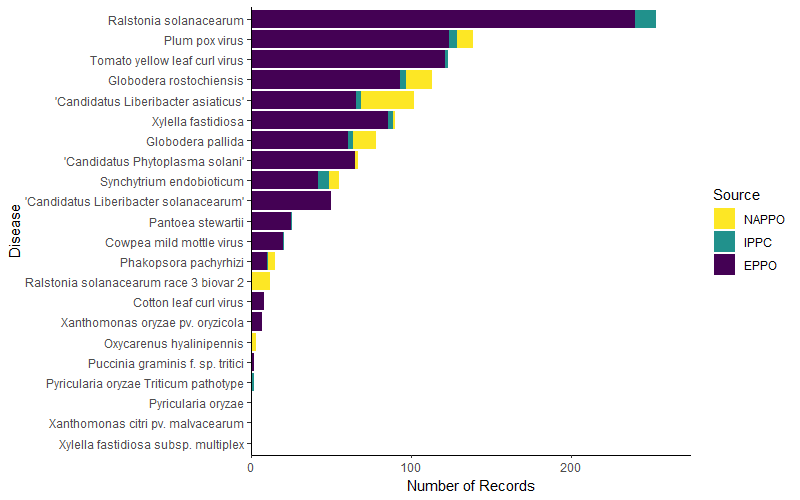 Ralstonia solanacearum
Plum pox virus
Tomato yellow leaf curl virus
Globodera rostochiensis
'Candidatus Liberibacter asiaticus'
Xylella fastidiosa
Globodera pallida
'Candidatus Phytoplasma solani'
Synchytrium endobioticum
'Candidatus Liberibacter solanacearum'
Pantoea stewartii
Cowpea mild mottle virus
Phakopsora pachyrhizi
Ralstonia solanacearum race 3 biovar 2
Cotton leaf curl virus
Xanthomonas oryzae pv. oryzicola
Oxycarenus hyalinipennis
Puccinia graminis f. sp. tritici
Pyricularia oryzae Triticum pathotype
Pyricularia oryzae
Xanthomonas citri pv. malvacearum
Xylella fastidiosa subsp. multiplex
Disease
0 100 200
Number of Records
Source
NAPPO
IPPC
EPPO